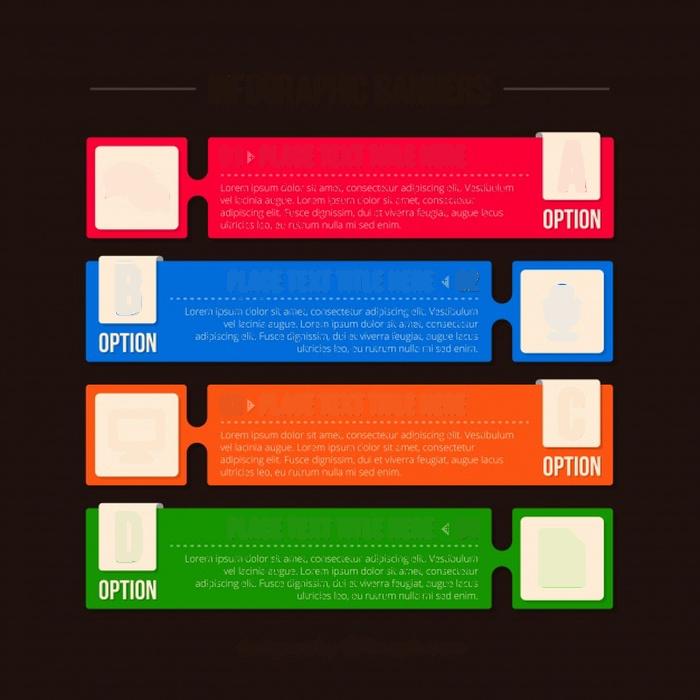 INFOGRAPHIC BANNERS
PLACE TEXT TITLE HERE
Lorem ipsum dolor sit amet, consectetur adipiscing elit. Vestibulum
vel lacinia augue. Lorem ipsum dolor sit amet, consectetur
adipiscing elit. Fusce dignissim, dui et viverra feugiat, augue lacus
ultricies leo, eu rutrum nulla mi sed enim.
A
OPTION
B
OPTION
PLACE TEXT TITLE HERE 02
Lorem ipsum dolor sit amet, consectetur adipiscing elit. Vestibulum
vel lacinia augue. Lorem ipsum dolor sit amet, consectetur
adipiscing elit. Fusce dignissim, dui et viverra feugiat, augue lacus
ultricies leo, eu rutrum nulla mi sed enim.
PLACE TEXT TITLE HERE
Lorem ipsum dolor sit amet, consectetur adipiscing elit. Vestibulum
vel lacinia augue. Lorem ipsum dolor sit amet, consectetur
adipiscing elit. Fusce dignissim, dui et viverra feugiat, augue lacus
ultricies leo, eu rutrum nulla mi sed enim.
C
OPTION
D
OPTION
PLACE TEXT TITLE HERE
Lorem ipsum dolor sit amet, consectetur adipiscing elit. Vestibulum
vel lacinia augue. Lorem ipsum dolor sit amet, consectetur
adipiscing elit. Fusce dignissim, dui et viverra feugiat, augue lacus
ultricies leo, eu rutrum nulla mi sed enim.